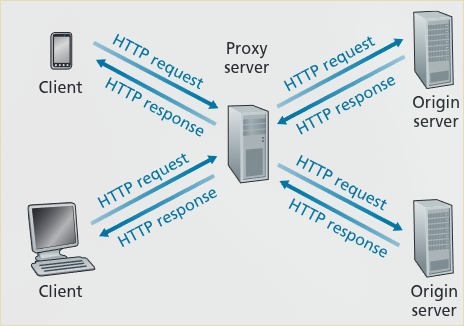 Proxy
server
HTTP request
HTTP response
Client
HTTP request
HTTP response
Origin
server
HTTP request
HTTP response
Client
HTTP request
HTTP response
Origin
server